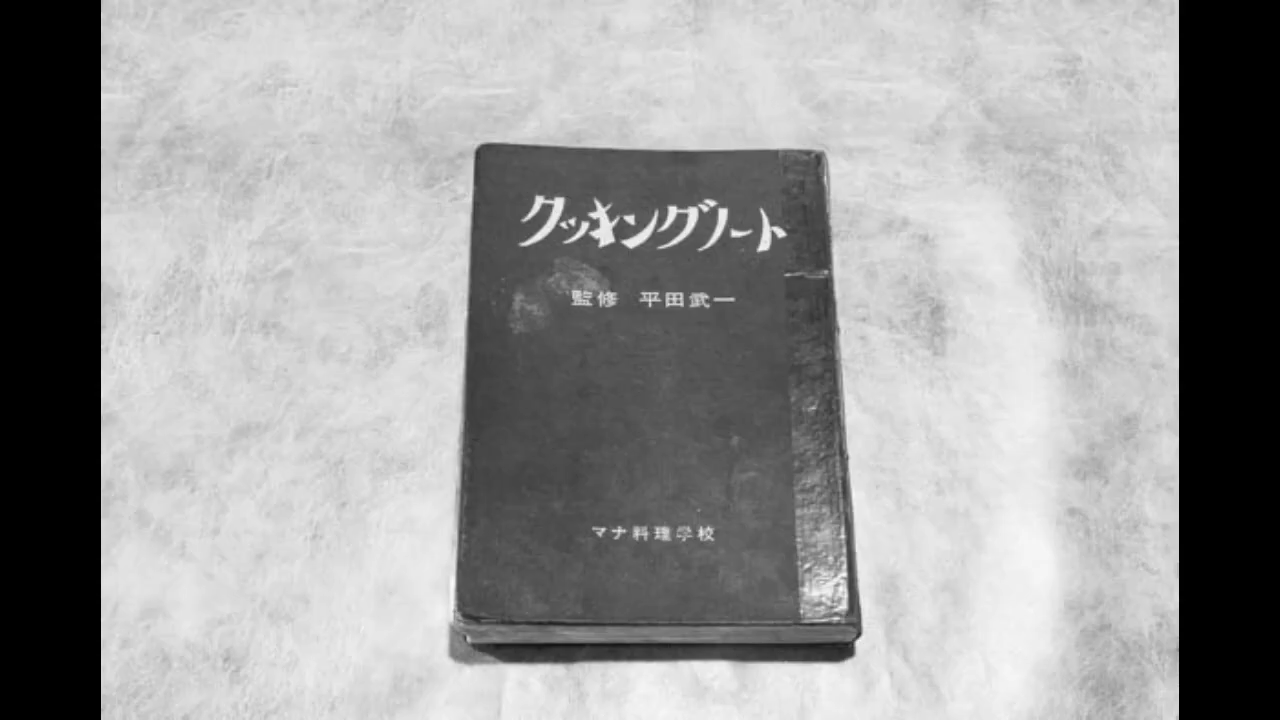 クッキングノート
監修 平田武一
マナ料理学校